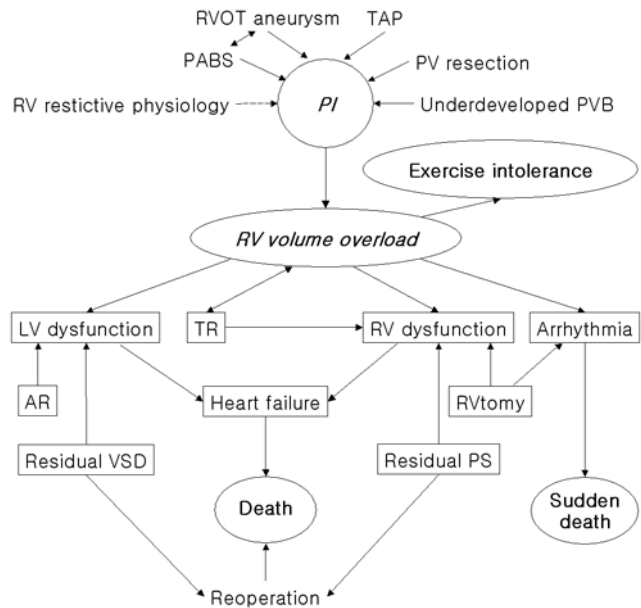 RVOT aneurysm
TAP
PABS
PV resection
RV restictive physiology
PI
Underdeveloped PVB
Exercise intolerance
RV volume overload
LV dysfunction
TR
RV dysfunction
Arrhythmia
AR
Heart failure
RVtomy
Residual VSD
Residual PS
Death
Sudden
death
Reoperation